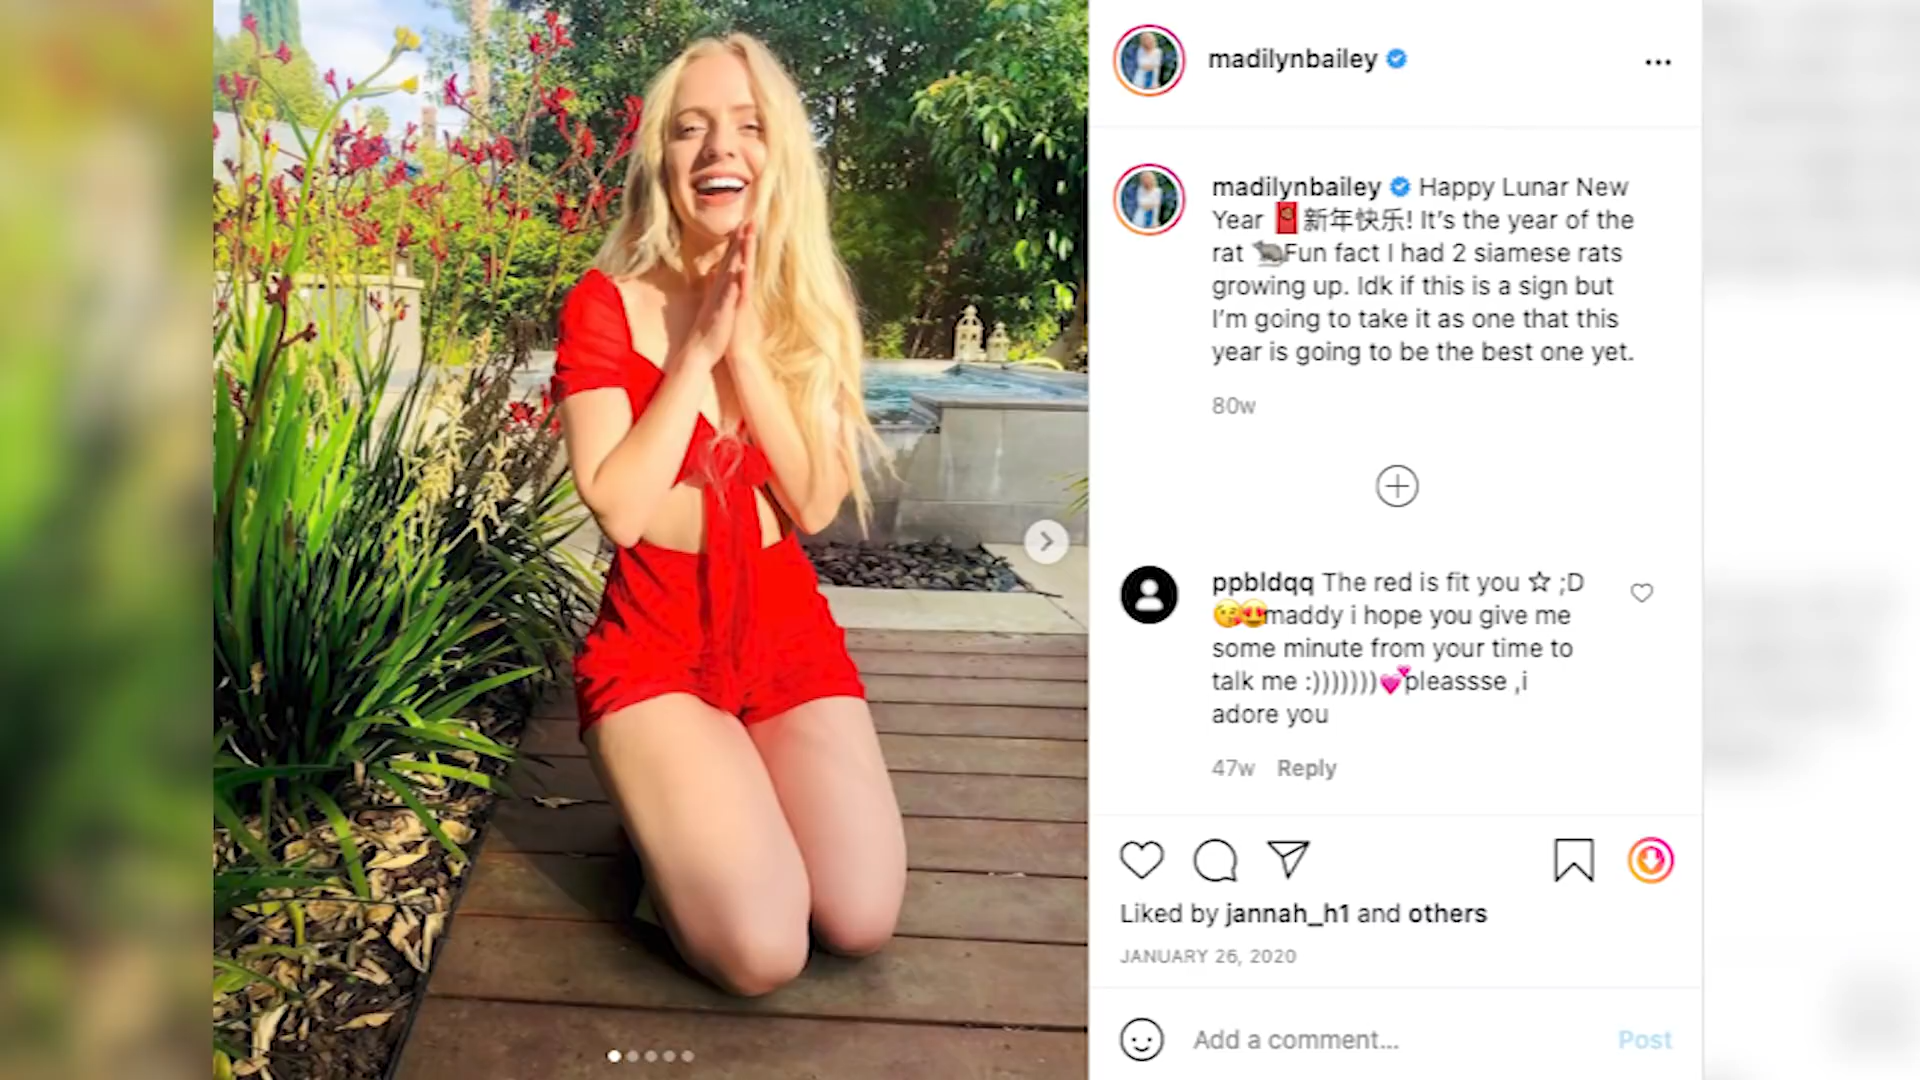 madilynbailey
madilynbailey Happy Lunar New
Year 🧧新年快乐! It’s the year of the
rat 🐀Fun fact I had 2 siamese rats
growing up. Idk if this is a sign but
I’m going to take it as one that this
year is going to be the best one yet.
80w
ppbldqq The red is fit you ☆ ;D
😘😍maddy i hope you give me
some minute from your time to
talk me :)))))))💕pleassse ,i
adore you
47w Reply
Liked by jannah_h1 and others
JANUARY 26, 2020
Add a comment... Post